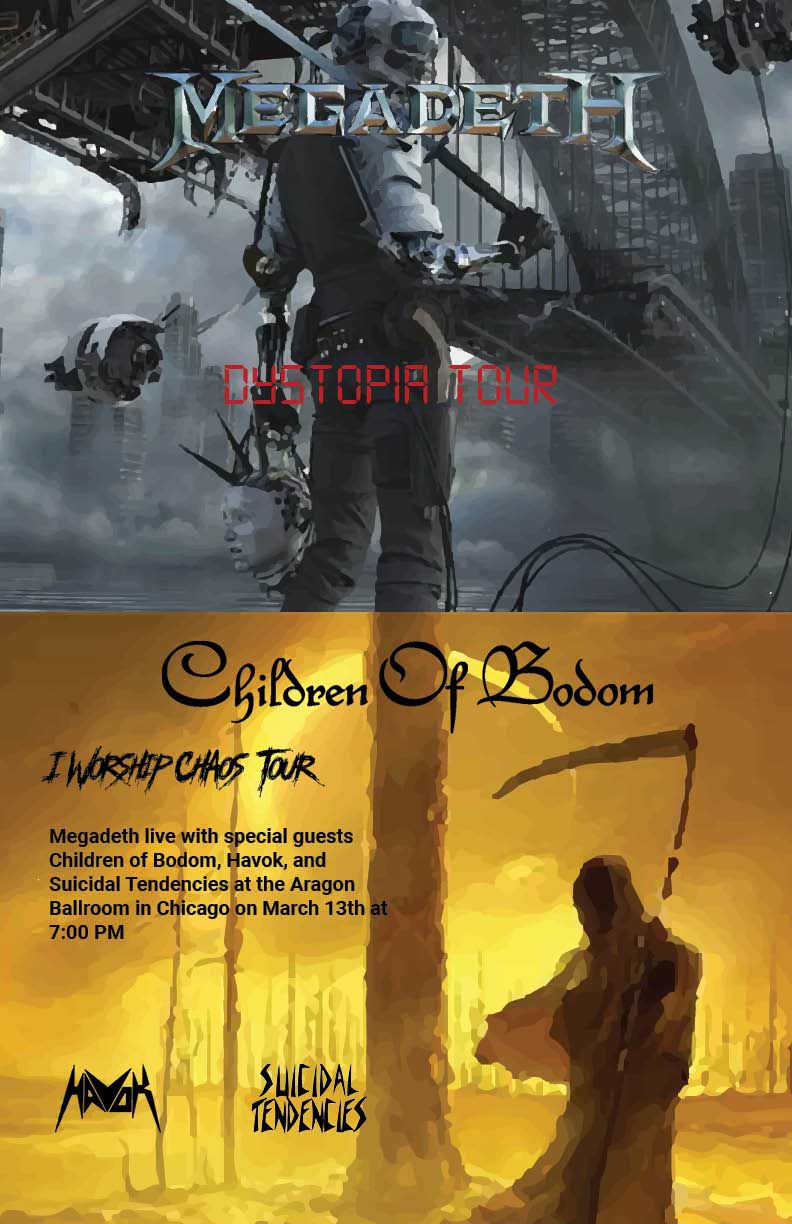 MEGADETH
DYSTOPIA TOUR
Children Of Bodom
I WORSHIP CHAOS TOUR
Megadeth live with special guests
Children of Bodom, Havok, and
Suicidal Tendencies at the Aragon
Ballroom in Chicago on March 13th at
7:00 PM
HAVOK
SUICIDAL
TENDENCIES